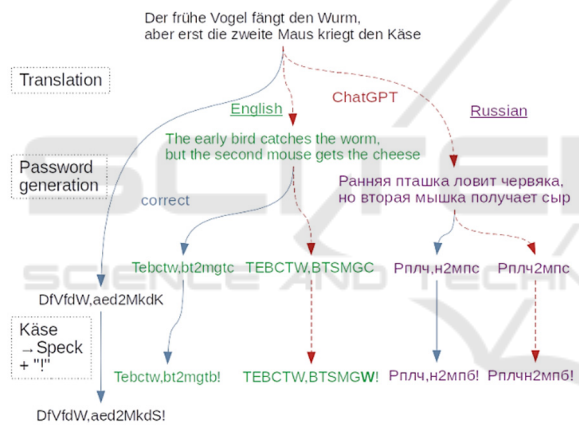 Der frühe Vogel fängt den Wurm,
aber erst die zweite Maus kriegt den Käse
Translation
ChatGPT
English
Russian
The early bird catches the worm,
but the second mouse gets the cheese
Password
generation
Ранняя пташка ловит червяка,
но вторая мышка получает сыр
correct
Tebctw,bt2mgtc
TEBCTW,BTSMGC
Рплч,н2мпс
Рплчн2мпс
DfVfdW,aed2MkdK
Käse
→Speck
+ "!"
Tebctw,bt2mgtb!
TEBCTW,BTSMGW!
Рплч,н2мпб!
Рплчн2мпб!
DfVfdW,aed2MkdS!
SCIENCE AND TECHN